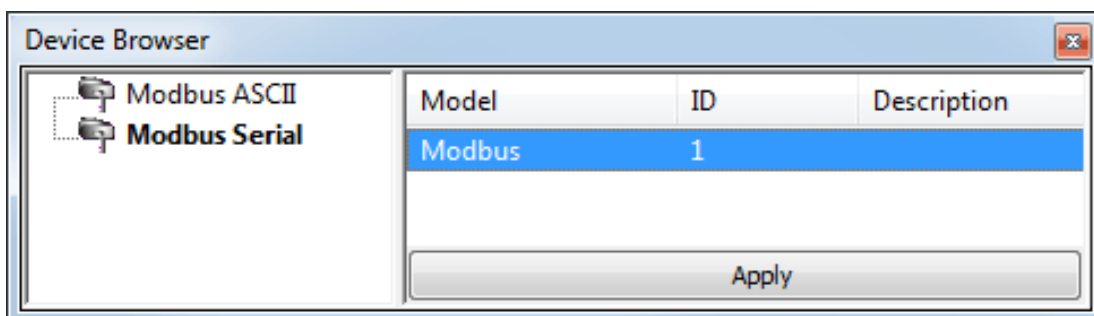 Device Browser
Modbus ASCII
Modbus Serial
Model ID Description
Modbus 1
Apply